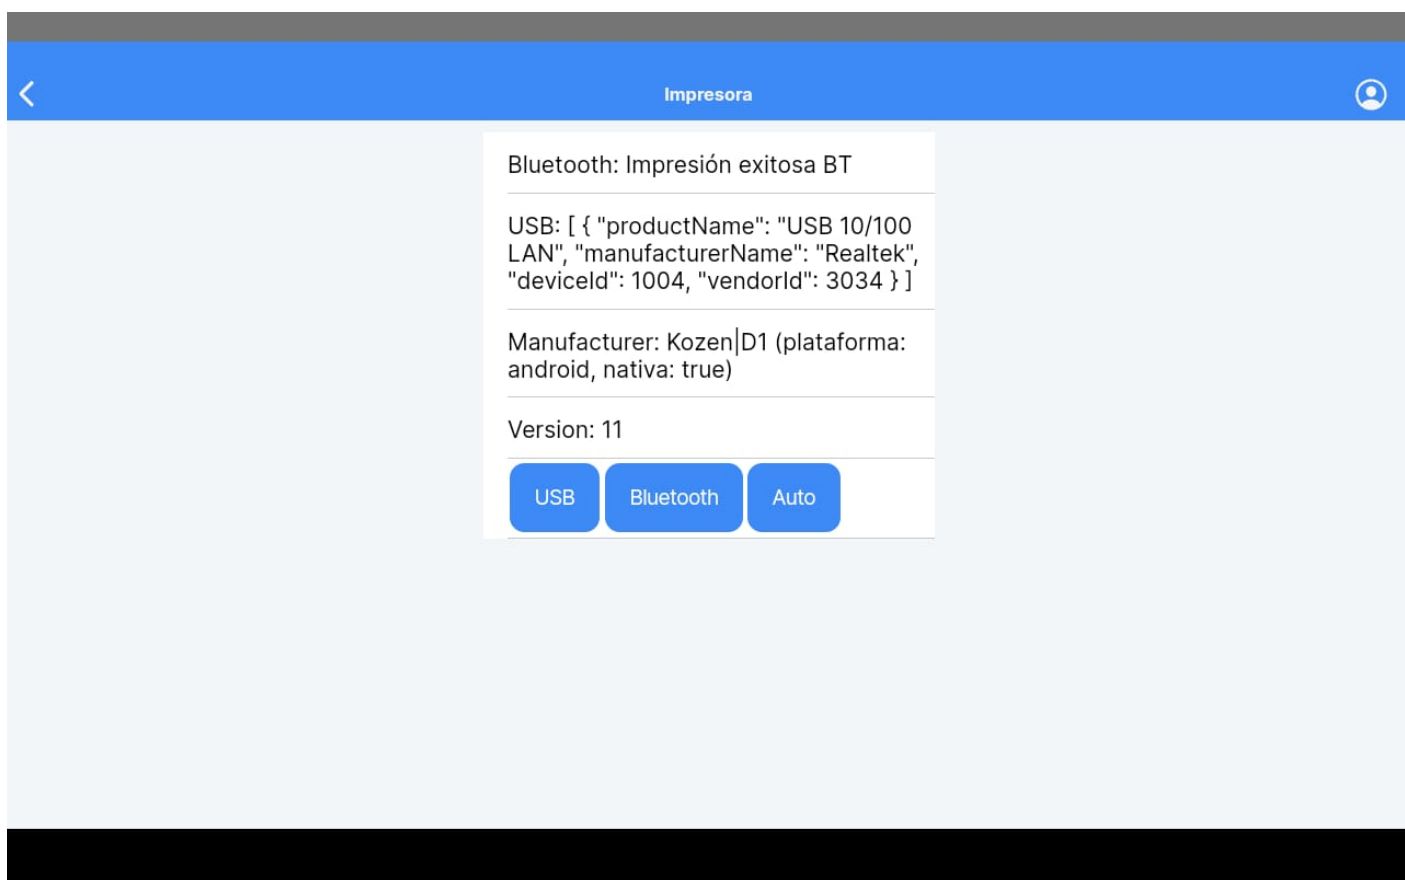 Impresora
Bluetooth: Impresión exitosa BT
USB: [ { "productName": "USB 10/100
LAN", "manufacturerName": "Realtek",
"deviceId": 1004, "vendorId": 3034 } ]
Manufacturer: Kozen|D1 (plataforma:
android, nativa: true)
Version: 11
USB Bluetooth Auto